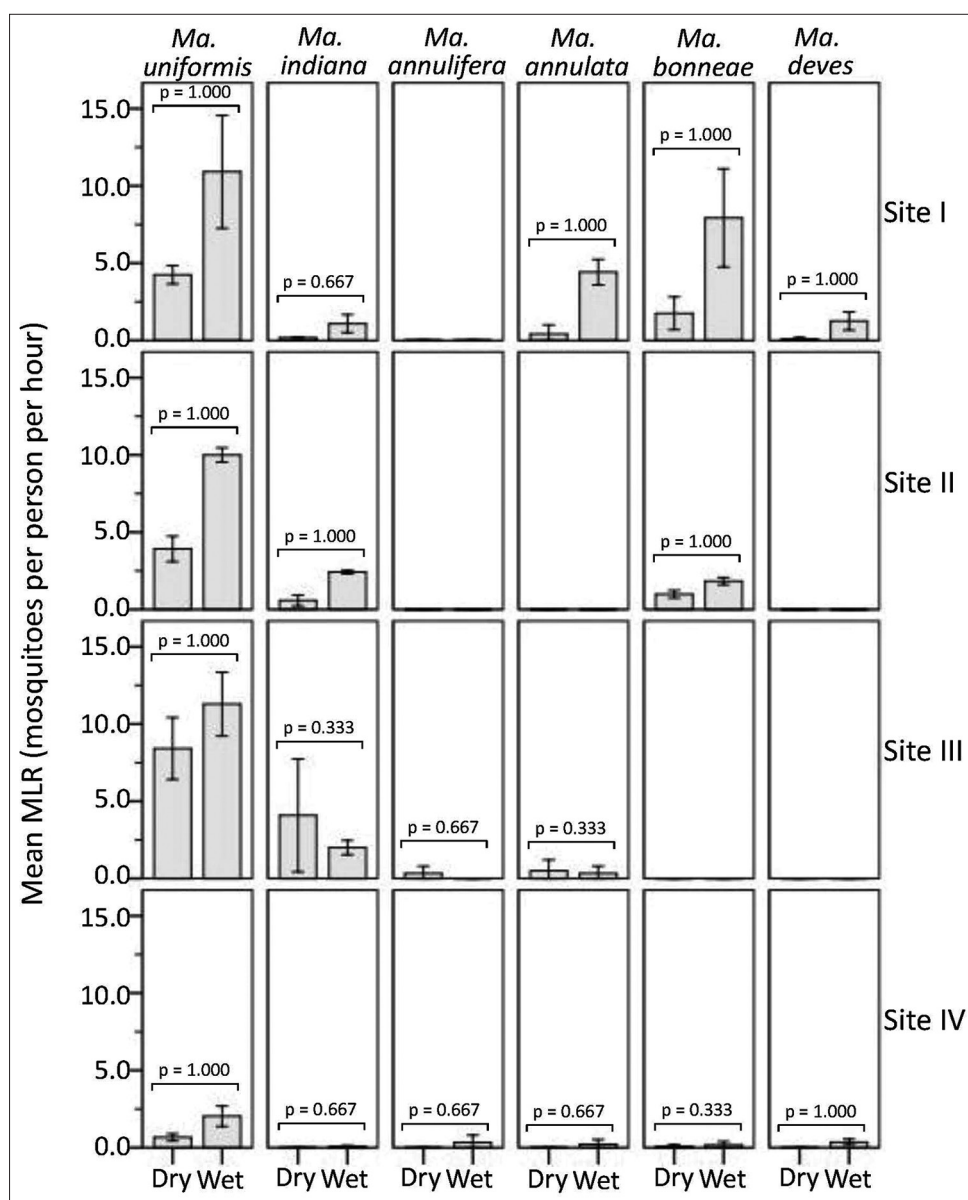 Ma. uniformis
Ma. indiana
Ma. annulifera
Ma. annulata
Ma. bonneae
Ma. deves
Mean MLR (mosquitoes per person per hour)
15.0
10.0
5.0
0.0
p = 1.000
p = 0.667
p = 1.000
p = 1.000
p = 1.000
Site I
15.0
10.0
5.0
0.0
p = 1.000
p = 1.000
p = 1.000
Site II
15.0
10.0
5.0
0.0
p = 1.000
p = 0.333
p = 0.667
p = 0.333
Site III
15.0
10.0
5.0
0.0
p = 1.000
p = 0.667
p = 0.667
p = 0.667
p = 0.333
p = 1.000
Site IV
Dry Wet
Dry Wet
Dry Wet
Dry Wet
Dry Wet
Dry Wet